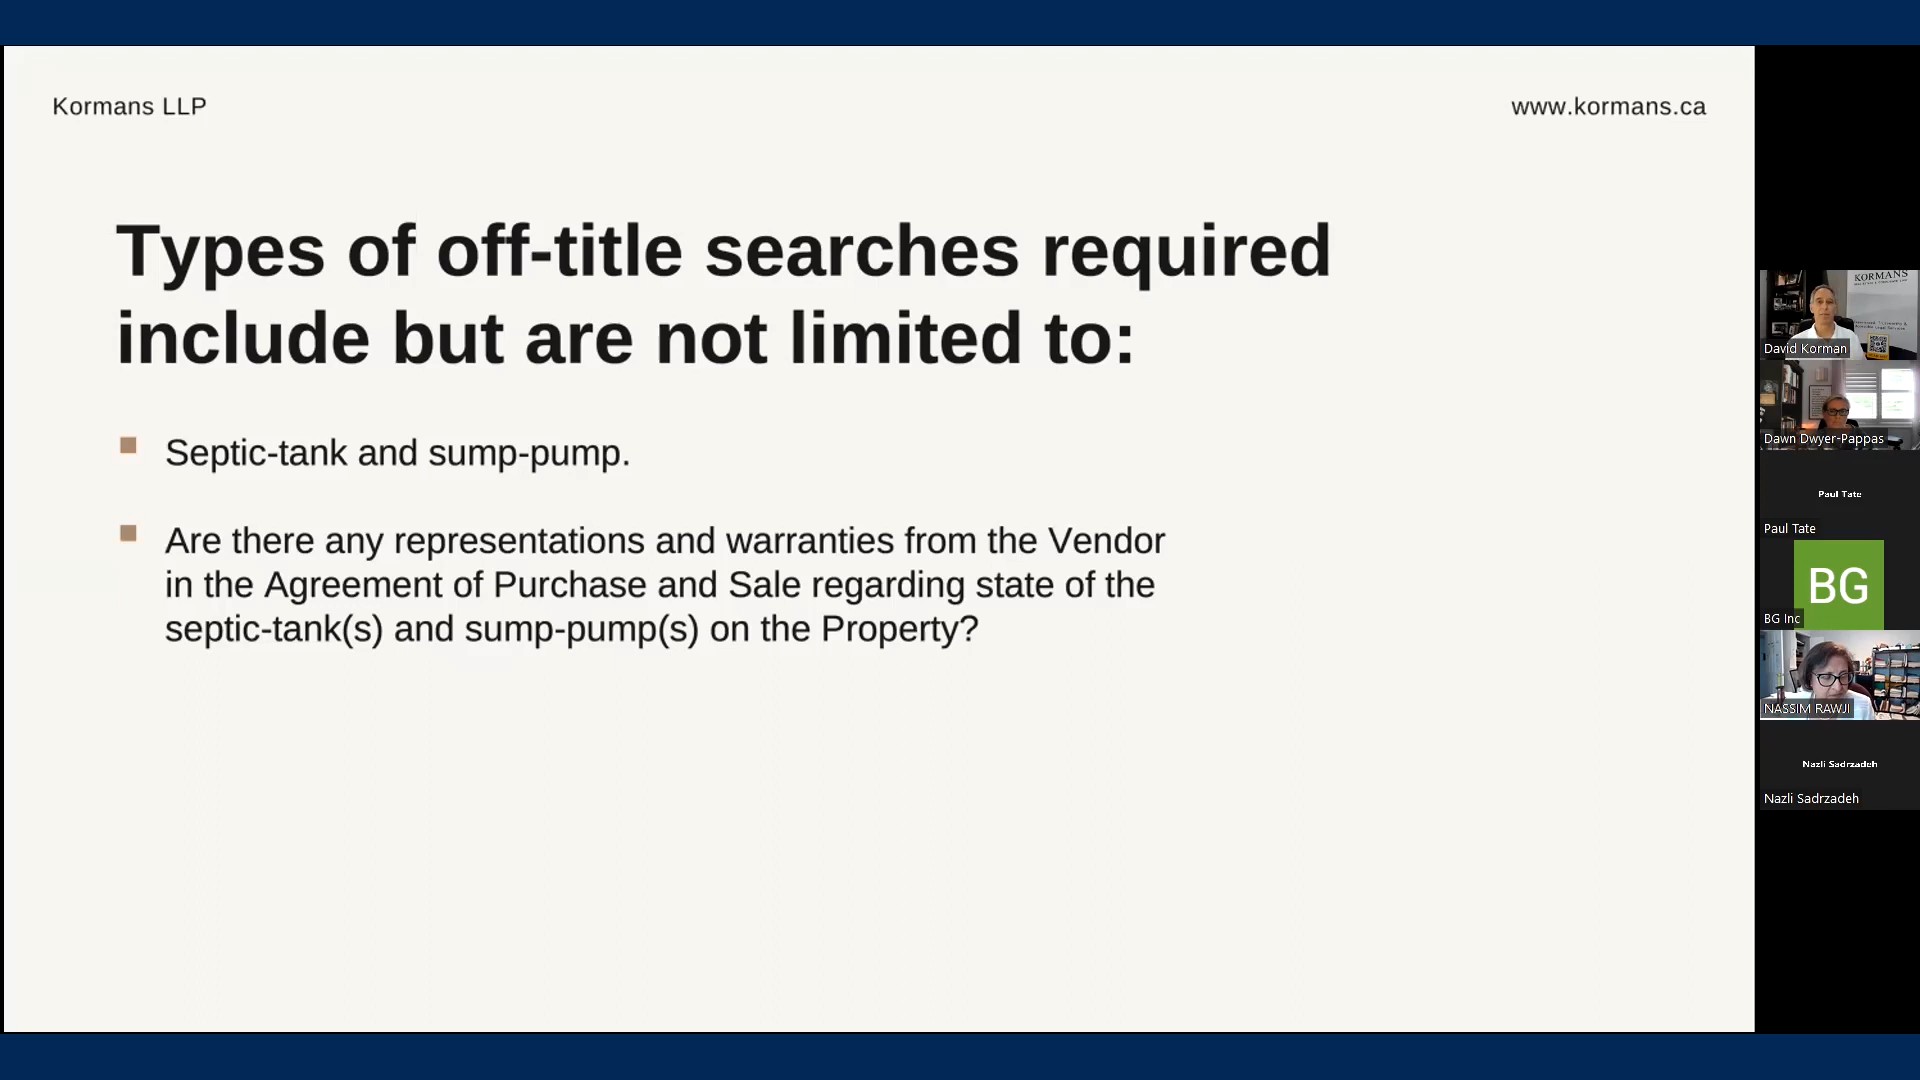 Kormans LLP
www.kormans.ca
Types of off-title searches required
include but are not limited to:
Septic-tank and sump-pump.
Are there any representations and warranties from the Vendor
in the Agreement of Purchase and Sale regarding state of the
septic-tank(s) and sump-pump(s) on the Property?
KORMANS
David Korman
Dawn Dwyer-Pappas
Paul Tate
Paul Tate
BG
BG Inc
NASSIM RAWJI
Nazli Sadrzadeh
Nazli Sadrzadeh